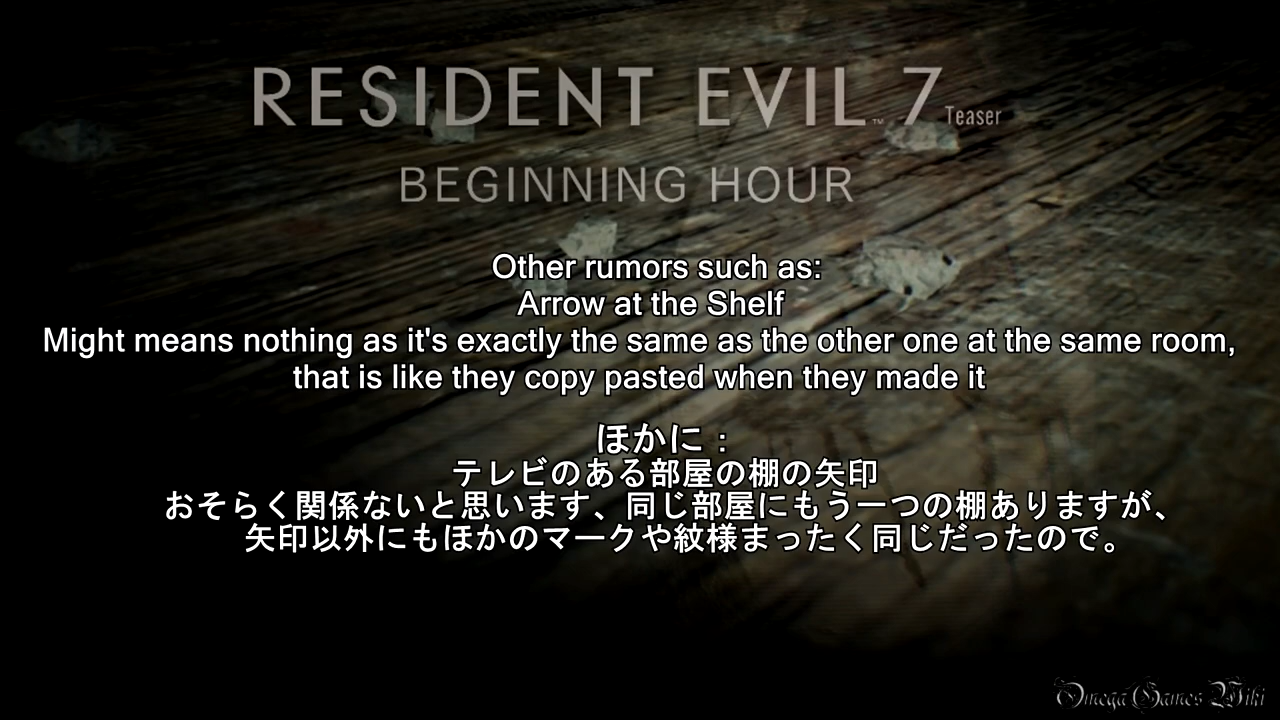 RESIDENT EVIL™ 7 Teaser
BEGINNING HOUR
Other rumors such as:
Arrow at the Shelf
Might means nothing as it's exactly the same as the other one at the same room,
that is like they copy pasted when they made it
ほかに：
テレビのある部屋の棚の矢印
おそらく関係ないと思います、同じ部屋にもう一つの棚ありますが、
矢印以外にもほかのマークや紋様まったく同じだったので。
Omega Games Wiki